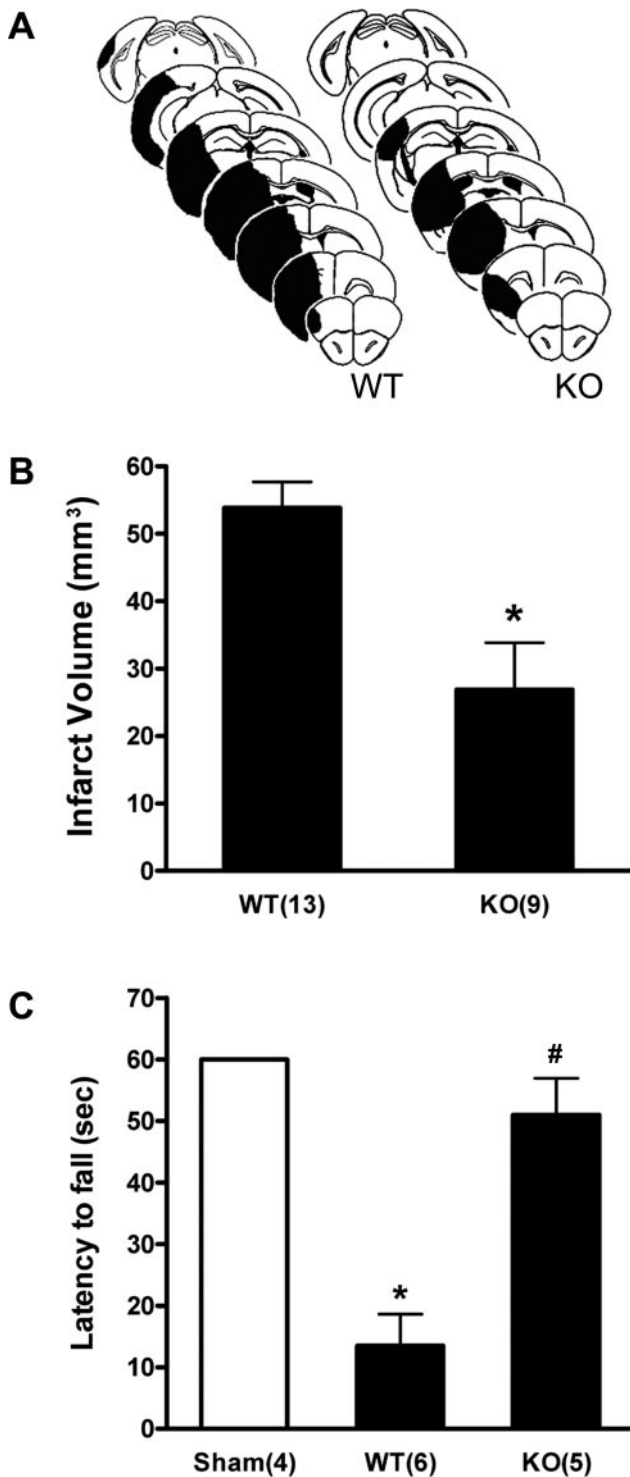 A
WT
KO
B
Infarct Volume (mm³)
60
50
40
30
20
10
0
*
WT(13)
KO(9)
C
Latency to fall (sec)
70
60
50
40
30
20
10
0
*
#
Sham(4)
WT(6)
KO(5)